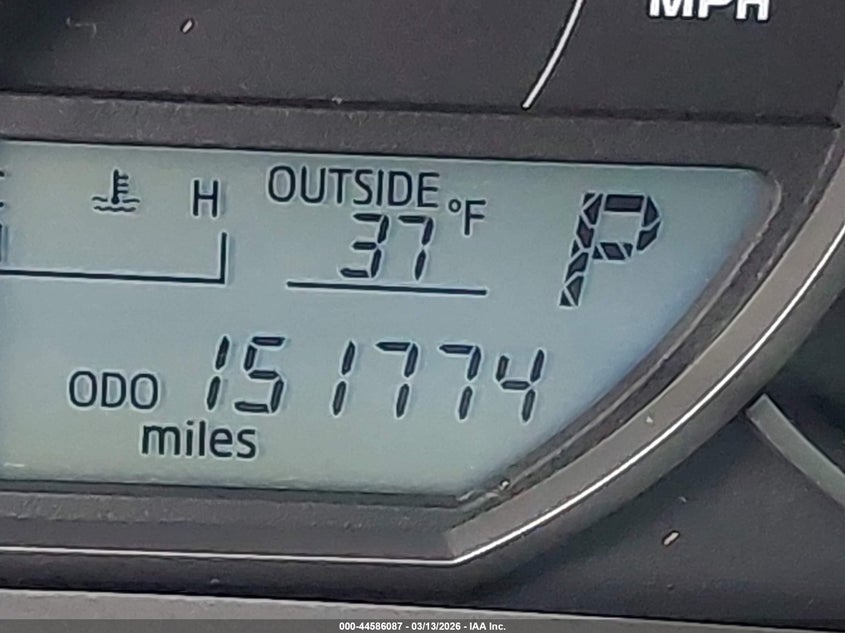 MPH
H
OUTSIDE
37 °F
P
ODO 151774
miles
000-44586087 - 03/13/2026 - IAA Inc.